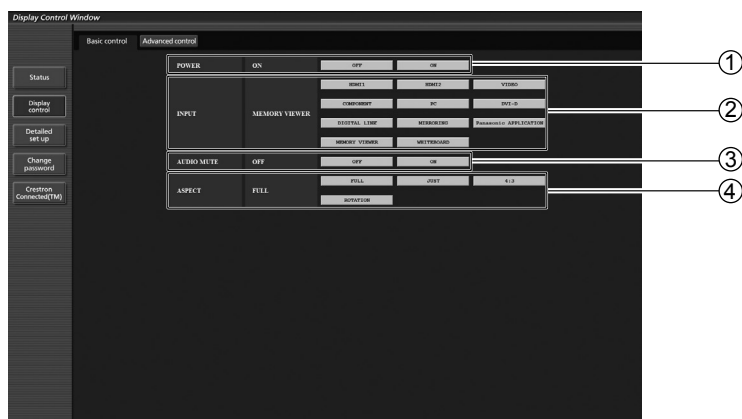 Display Control Window
Basic control Advanced control
POWER ON OFF ON ①
Status
HDMI1 HDMI2 VIDEO
COMPONENT PC DVI-D
Display control
INPUT MEMORY VIEWER ②
DIGITAL LINK MIRRORING Panasonic APPLICATION
Detailed set up
MEMORY VIEWER WHITEBOARD
AUDIO MUTE OFF OFF ON ③
Change password
FULL JUST 4:3
ASPECT FULL ④
Crestron Connected(TM)
ROTATION